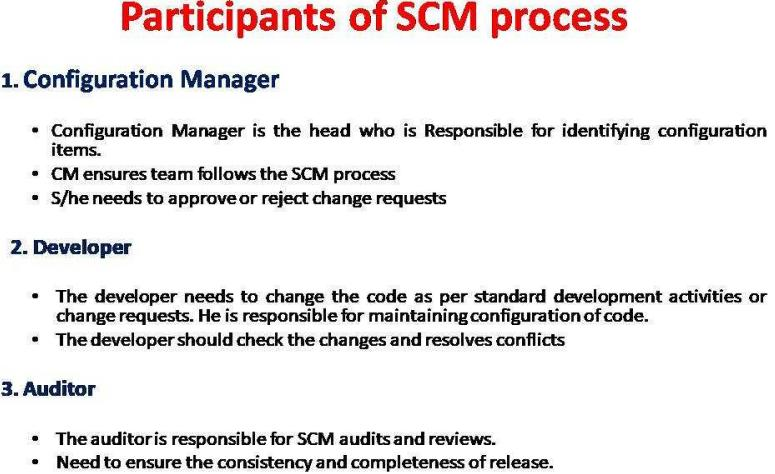 Participants of SCM process
1. Configuration Manager
• Configuration Manager is the head who is Responsible for identifying configuration
items.
• CM ensures team follows the SCM process
• S/he needs to approve or reject change requests
2. Developer
• The developer needs to change the code as per standard development activities or
change requests. He is responsible for maintaining configuration of code.
• The developer should check the changes and resolves conflicts
3. Auditor
• The auditor is responsible for SCM audits and reviews.
• Need to ensure the consistency and completeness of release.